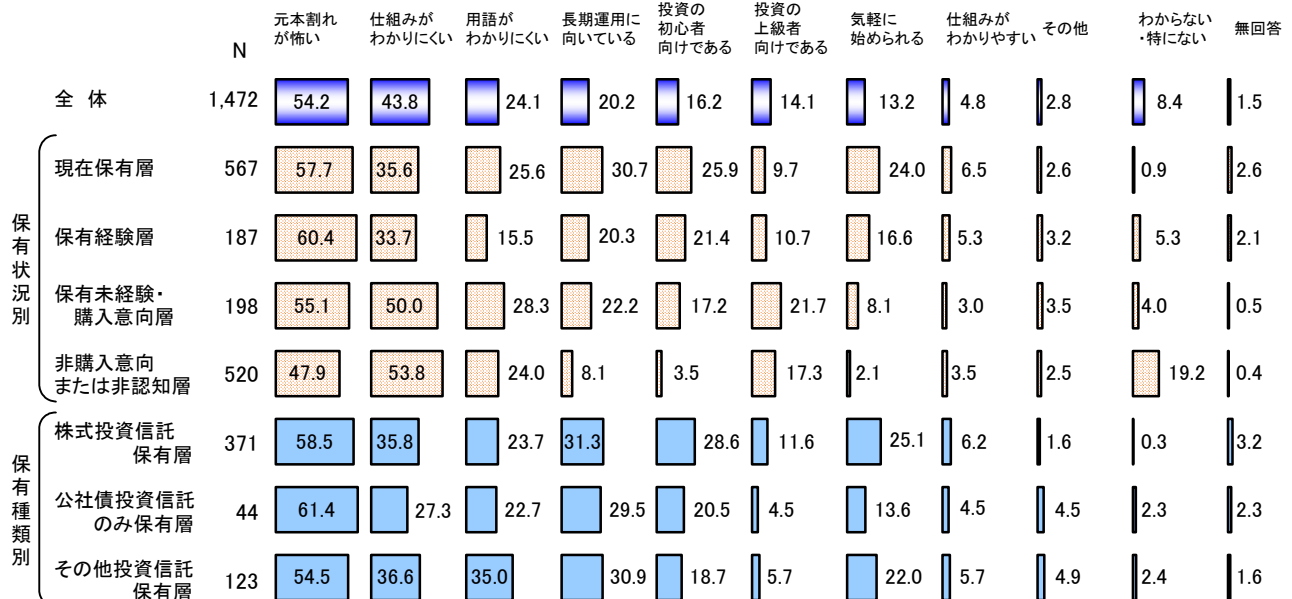 元本割れ
が怖い
仕組みが
わかりにくい
用語が
わかりにくい
長期運用に
向いている
投資の
初心者
向けである
投資の
上級者
向けである
気軽に
始められる
仕組みが
わかりやすい
その他
わからない
・特にない
無回答
N
全 体 1,472 54.2 43.8 24.1 20.2 16.2 14.1 13.2 4.8 2.8 8.4 1.5
保有状況別
現在保有層 567 57.7 35.6 25.6 30.7 25.9 9.7 24.0 6.5 2.6 0.9 2.6
保有経験層 187 60.4 33.7 15.5 20.3 21.4 10.7 16.6 5.3 3.2 5.3 2.1
保有未経験・
購入意向層 198 55.1 50.0 28.3 22.2 17.2 21.7 8.1 3.0 3.5 4.0 0.5
非購入意向
または非認知層 520 47.9 53.8 24.0 8.1 3.5 17.3 2.1 3.5 2.5 19.2 0.4
保有種類別
株式投資信託
保有層 371 58.5 35.8 23.7 31.3 28.6 11.6 25.1 6.2 1.6 0.3 3.2
公社債投資信託
のみ保有層 44 61.4 27.3 22.7 29.5 20.5 4.5 13.6 4.5 4.5 2.3 2.3
その他投資信託
保有層 123 54.5 36.6 35.0 30.9 18.7 5.7 22.0 5.7 4.9 2.4 1.6